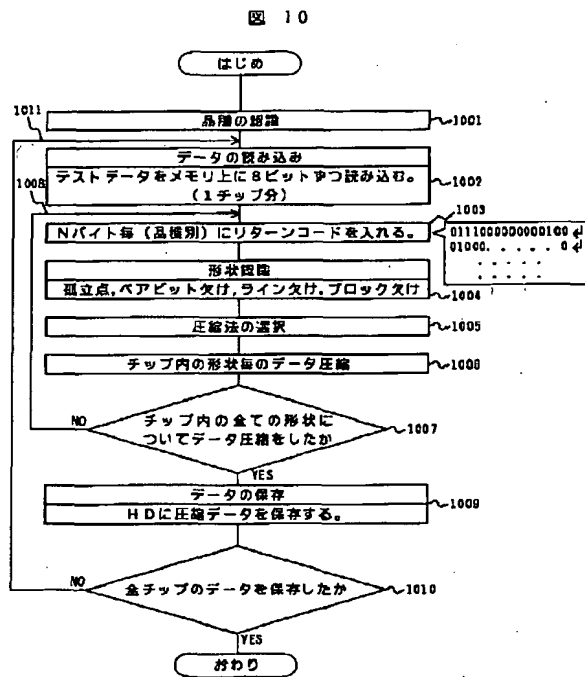 図 10
はじめ
1011
品種の認識
1001
データの読み込み
テストデータをメモリ上に8ビットずつ読み込む。
(1チップ分)
1002
1008
1003
Nバイト毎(品種別)にリターンコードを入れる。
0111000000000100↲
01000. . . . . 0↲
. . . . .
. . . .
形状認識
孤立点,ペアビット欠け,ライン欠け,ブロック欠け
1004
圧縮法の選択
1005
チップ内の形状毎のデータ圧縮
1006
NO
チップ内の全ての形状に
ついてデータ圧縮をしたか
1007
YES
データの保存
HDに圧縮データを保存する。
1009
NO
全チップのデータを保存したか
1010
YES
おわり